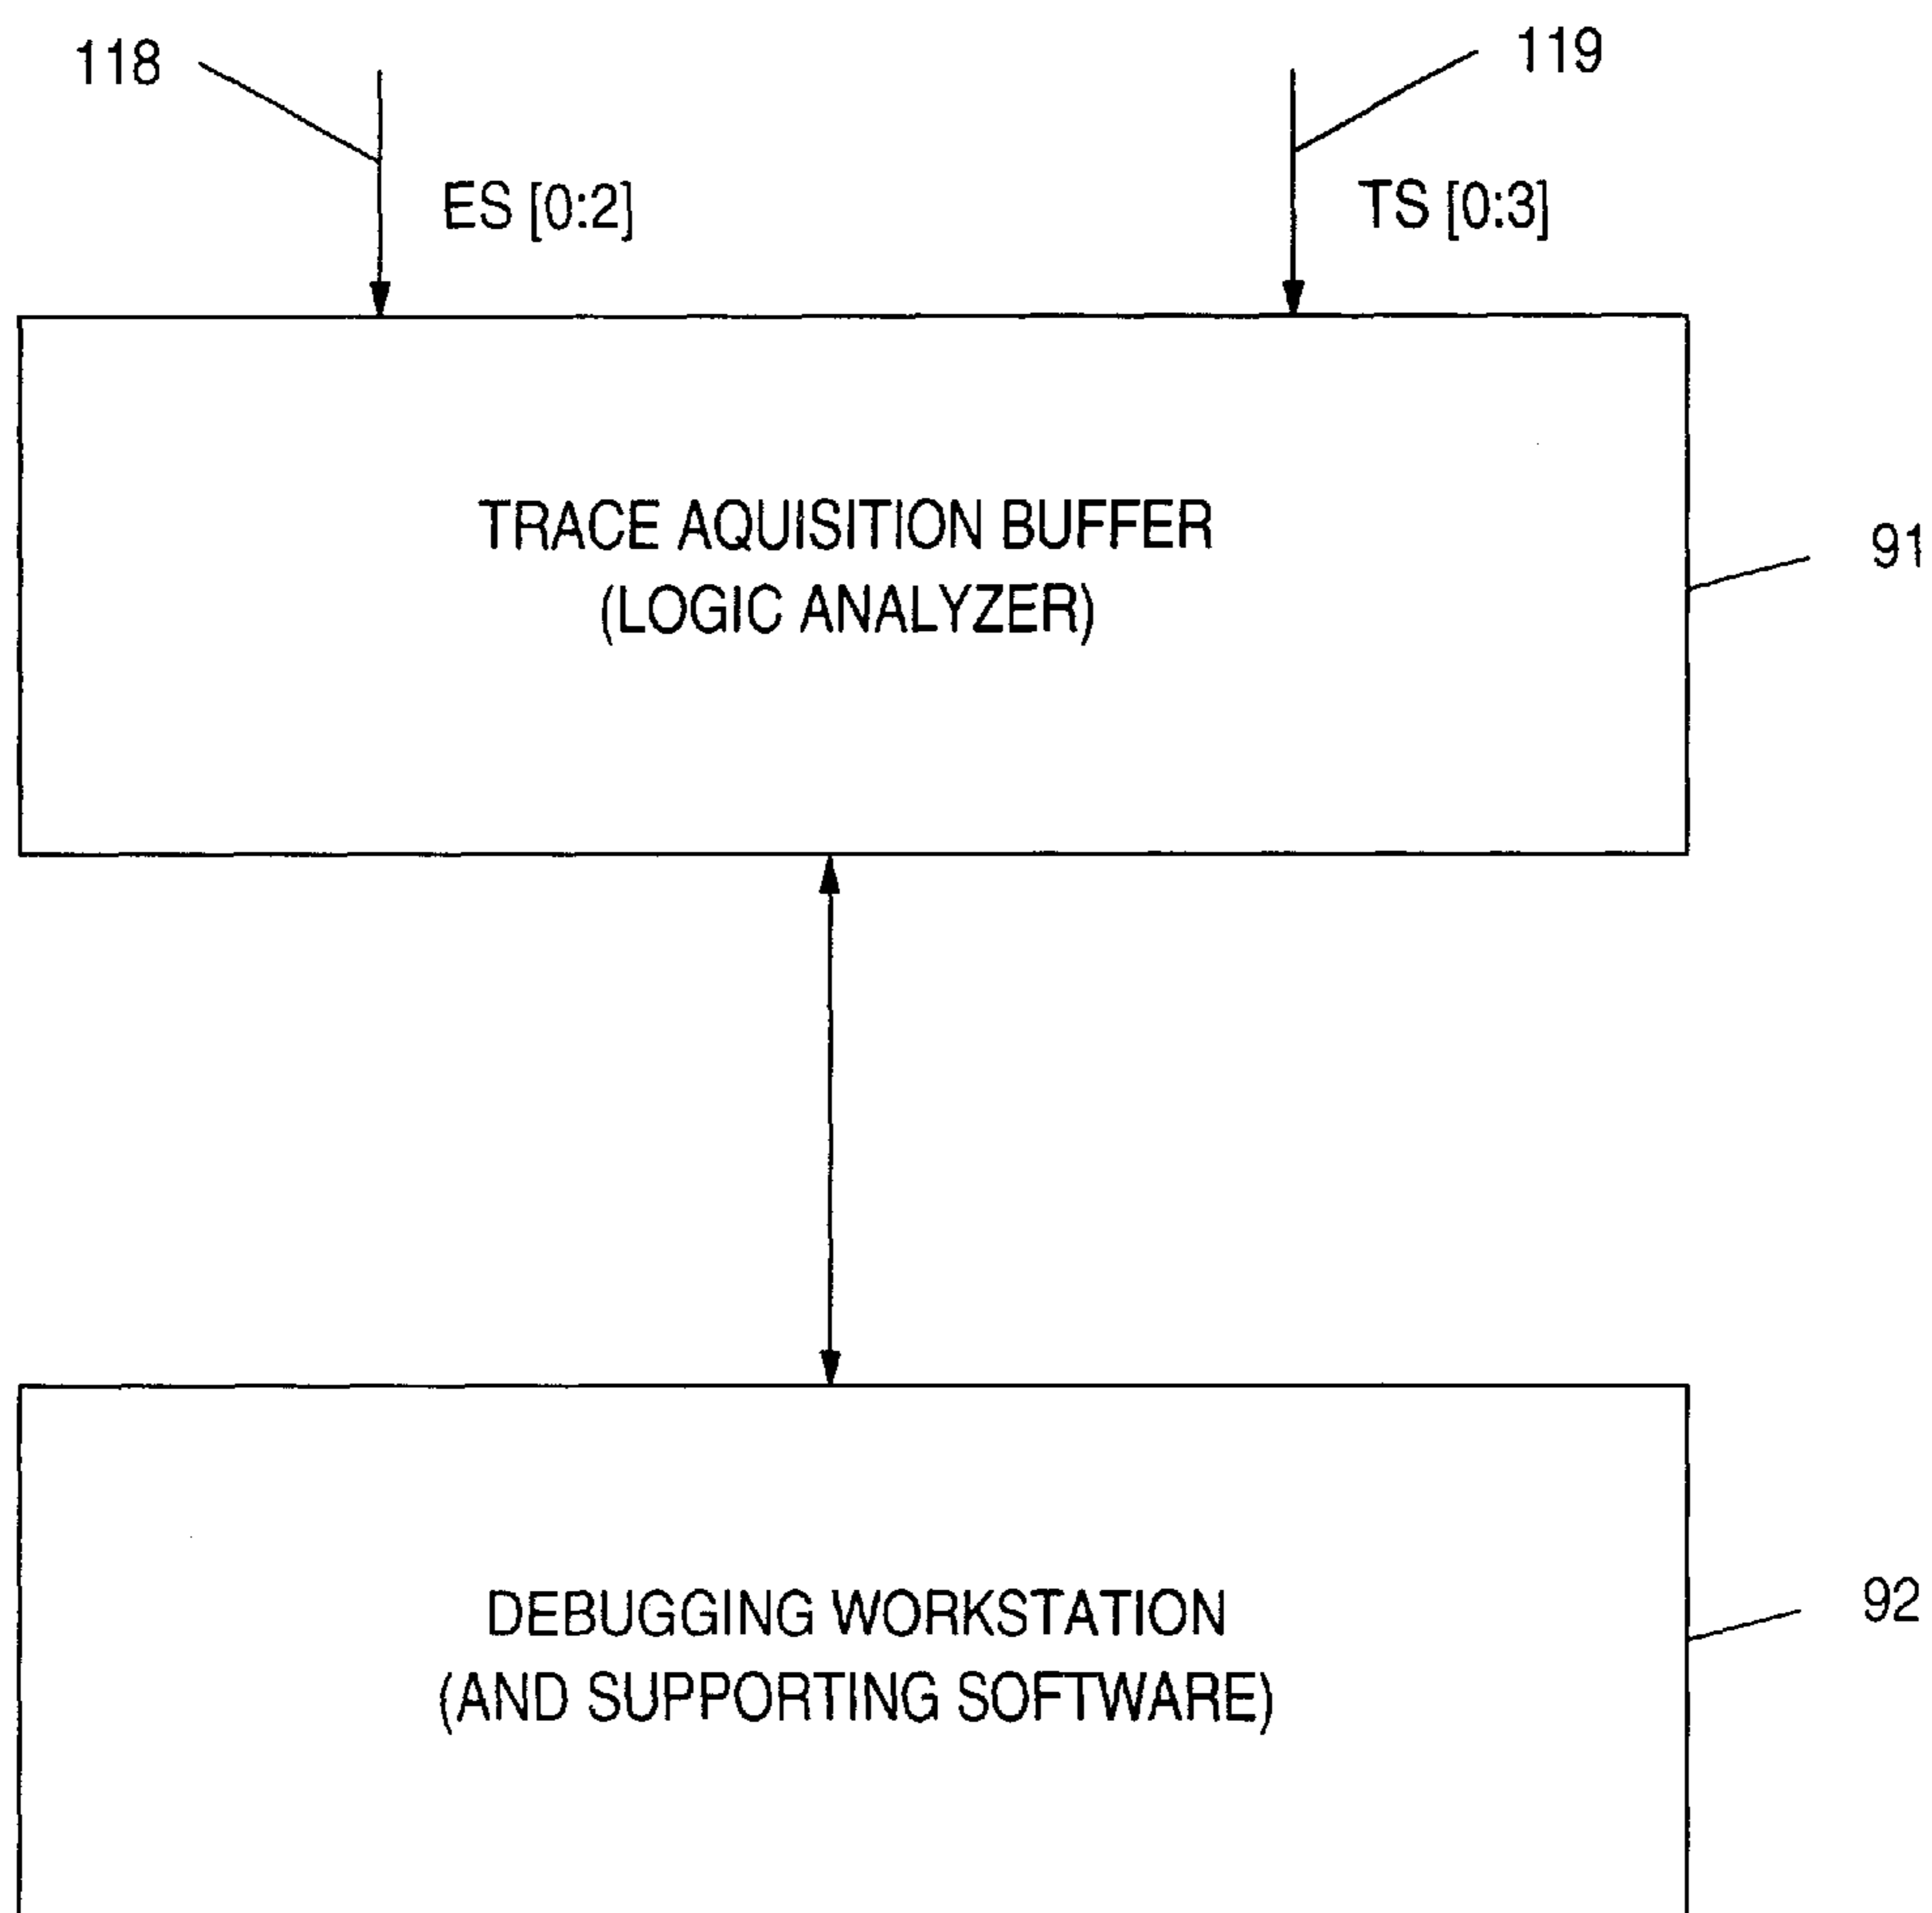 118
119
ES [0:2]
TS [0:3]
TRACE AQUISITION BUFFER
(LOGIC ANALYZER)
91
DEBUGGING WORKSTATION
(AND SUPPORTING SOFTWARE)
92